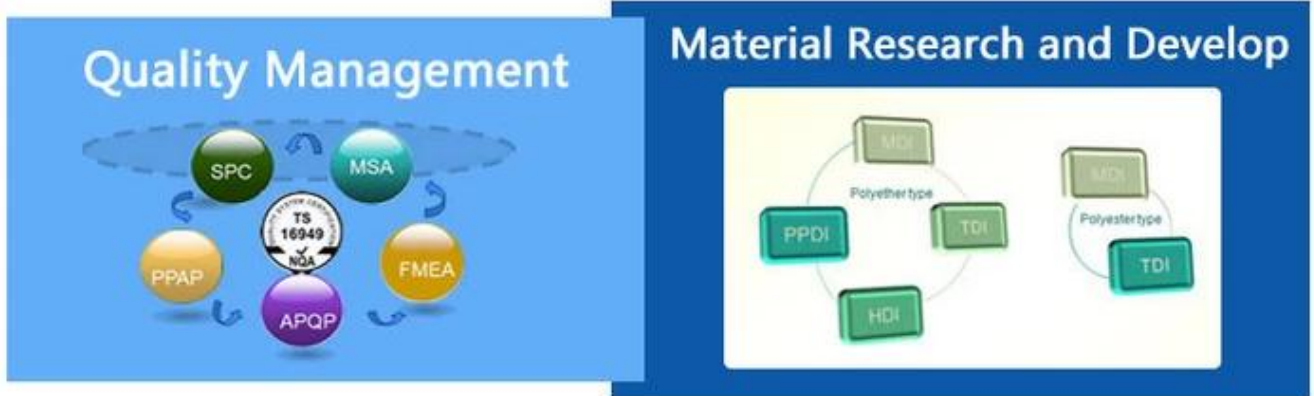 Quality Management
SPC
MSA
TS
16949
NQA
PPAP
FMEA
APQP
Material Research and Develop
MDI
Polyether type
PPDI
TDI
HDI
MDI
Polyester type
TDI